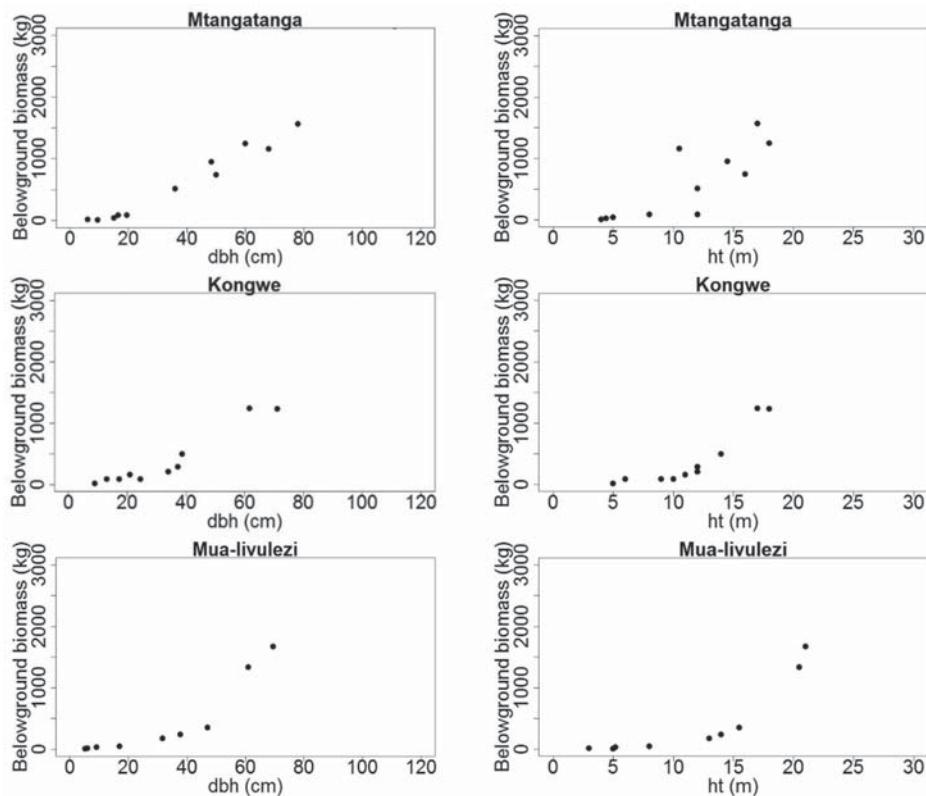 Mtangatanga
Belowground biomass (kg)
3000
2000
1000
0
0 20 40 60 80 100 120
dbh (cm)
Mtangatanga
Belowground biomass (kg)
3000
2000
1000
0
0 5 10 15 20 25 30
ht (m)
Kongwe
Belowground biomass (kg)
3000
2000
1000
0
0 20 40 60 80 100 120
dbh (cm)
Kongwe
Belowground biomass (kg)
3000
2000
1000
0
0 5 10 15 20 25 30
ht (m)
Mua-livulezi
Belowground biomass (kg)
3000
2000
1000
0
0 20 40 60 80 100 120
dbh (cm)
Mua-livulezi
Belowground biomass (kg)
3000
2000
1000
0
0 5 10 15 20 25 30
ht (m)